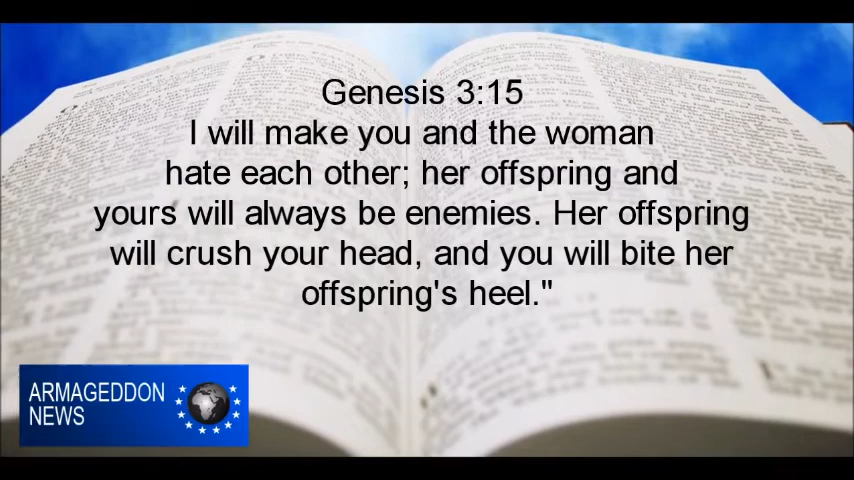 Genesis 3:15
I will make you and the woman
hate each other; her offspring and
yours will always be enemies. Her offspring
will crush your head, and you will bite her
offspring's heel."
ARMAGEDDON
NEWS